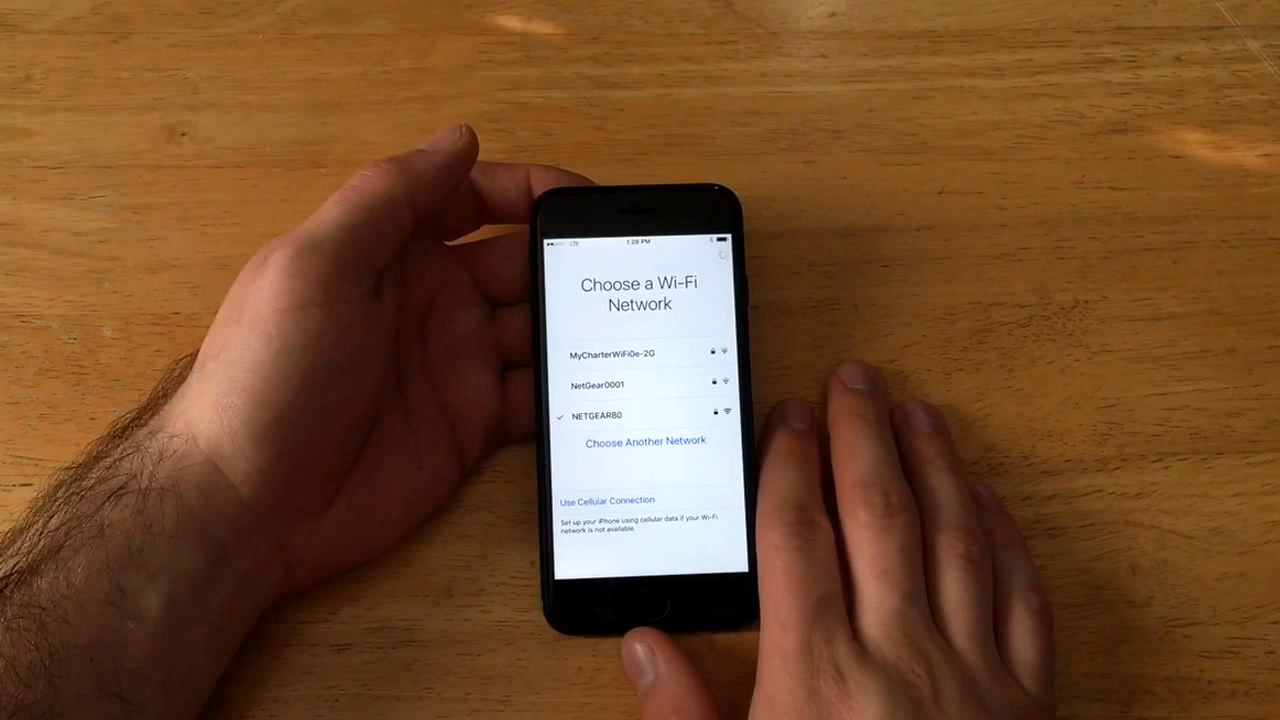 LTE 1:28 PM
Choose a Wi-Fi
Network
MyCharterWiFi0e-2G
NetGear0001
NETGEAR80
Choose Another Network
Use Cellular Connection
Set up your iPhone using cellular data if your Wi-Fi
network is not available.